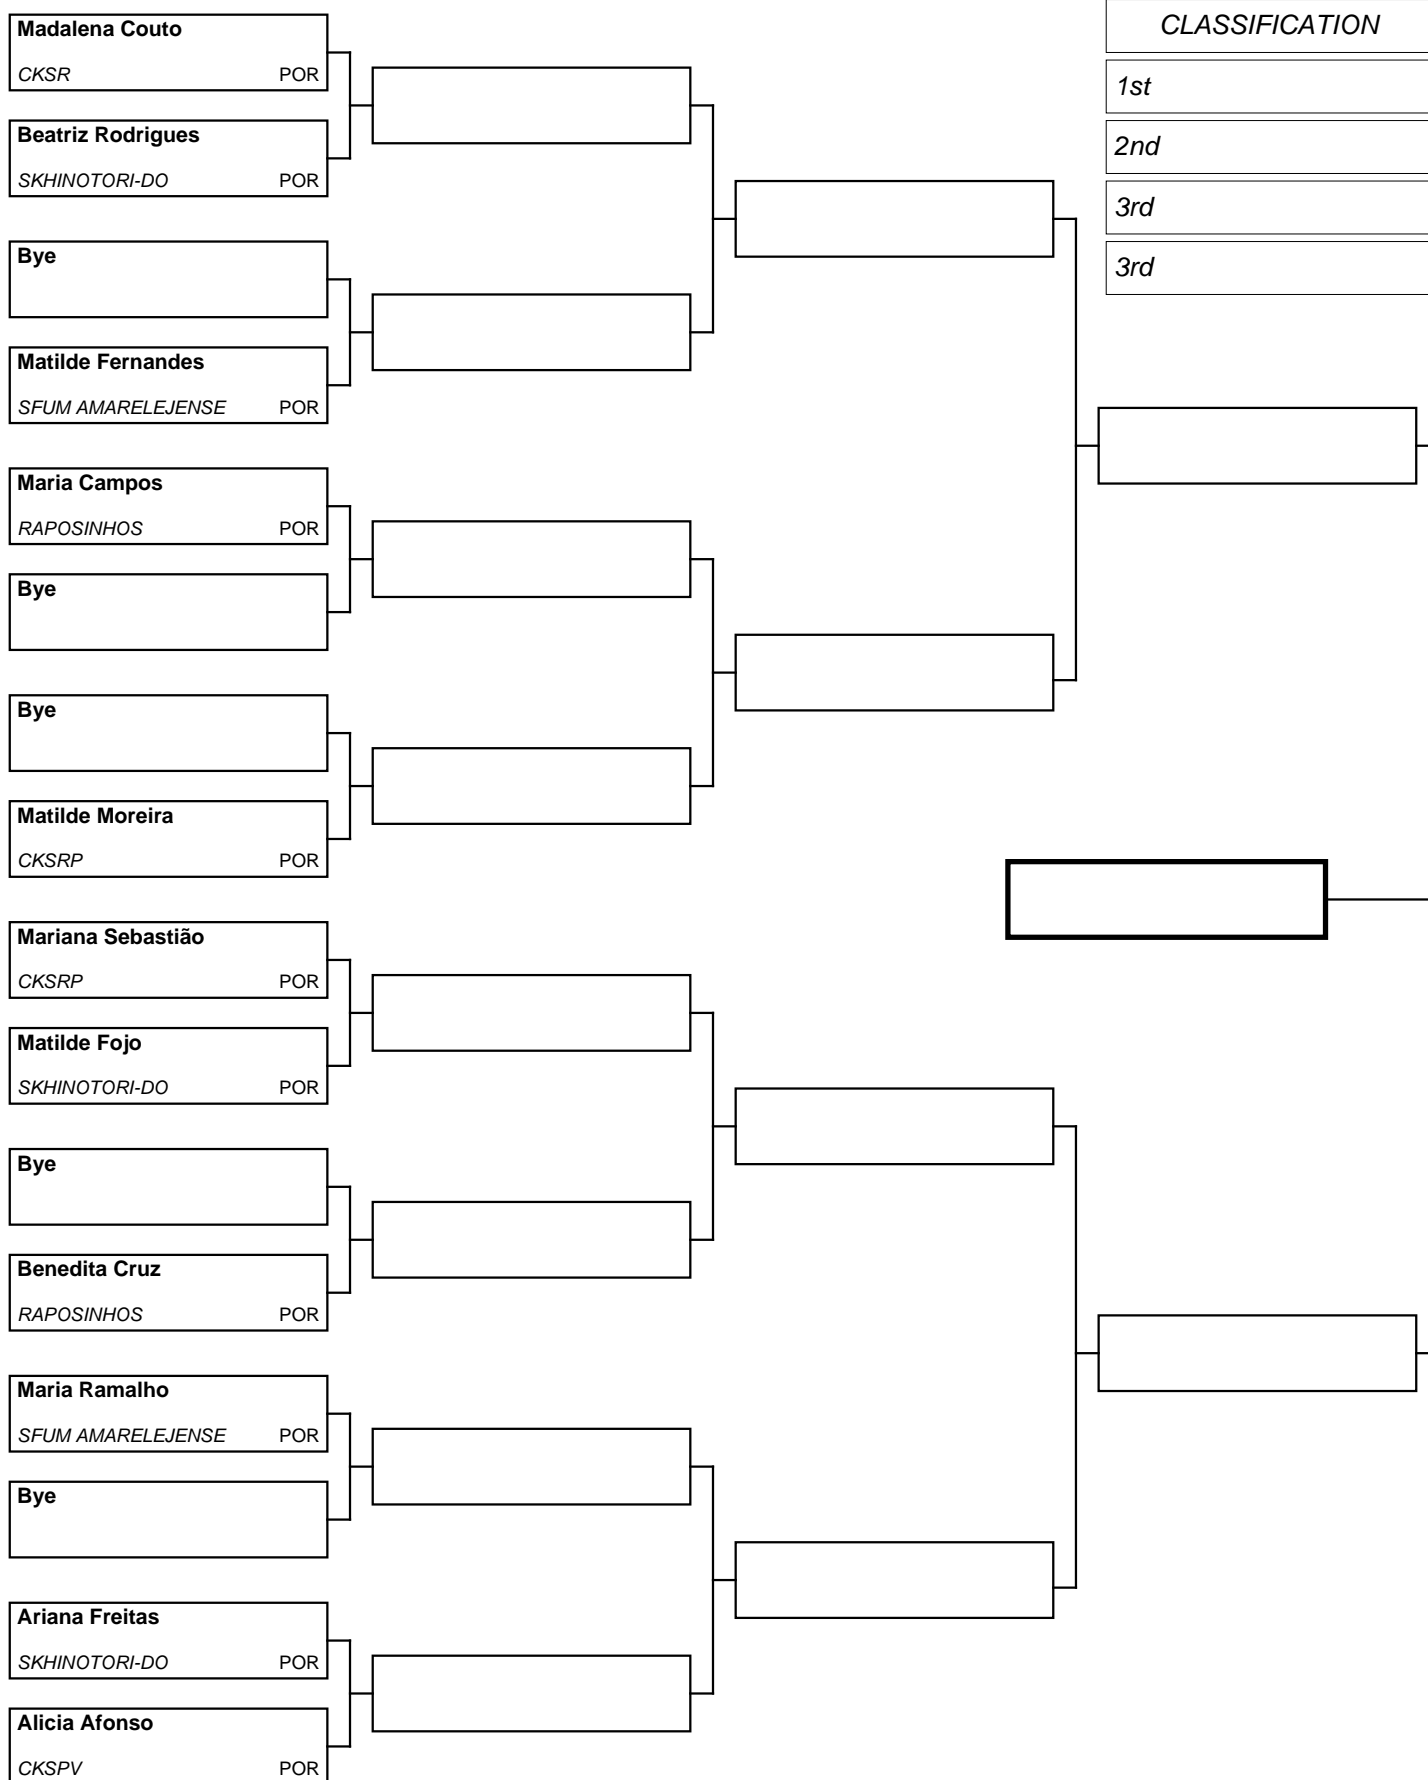 Madalena Couto
CKSR POR
Beatriz Rodrigues
SKHINOTORI-DO POR
Bye
Matilde Fernandes
SFUM AMARELEJENSE POR
Maria Campos
RAPOSINHOS POR
Bye
Bye
Matilde Moreira
CKSRP POR
Mariana Sebastião
CKSRP POR
Matilde Fojo
SKHINOTORI-DO POR
Bye
Benedita Cruz
RAPOSINHOS POR
Maria Ramalho
SFUM AMARELEJENSE POR
Bye
Ariana Freitas
SKHINOTORI-DO POR
Alicia Afonso
CKSPV POR
CLASSIFICATION
1st
2nd
3rd
3rd